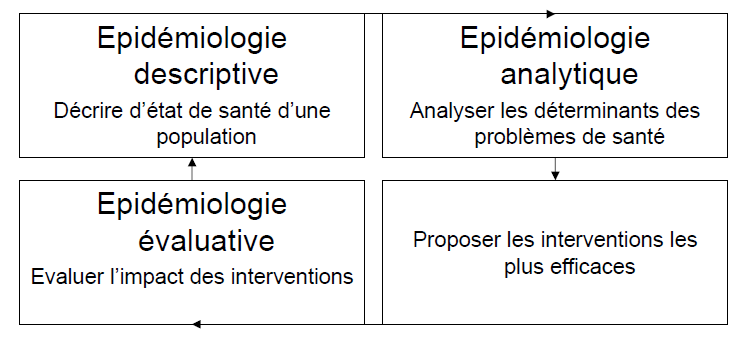 Epidémiologie
descriptive
Décrire d'état de santé d'une
population
Epidémiologie
analytique
Analyser les déterminants des
problèmes de santé
Epidémiologie
évaluative
Evaluer l'impact des interventions
Proposer les interventions les
plus efficaces